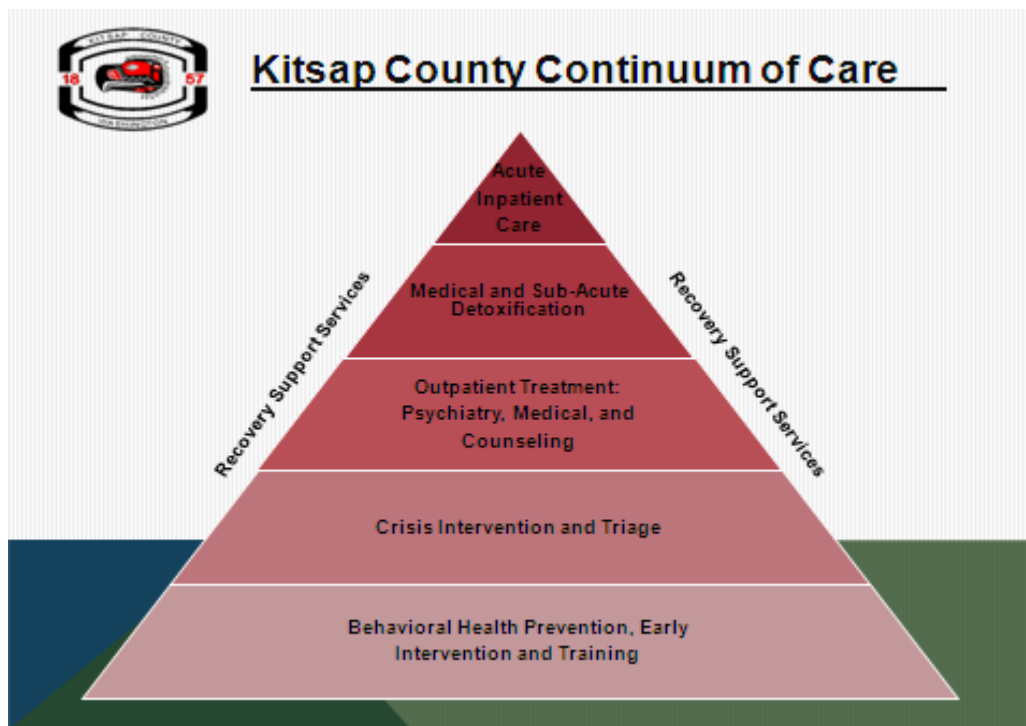 KITSAP COUNTY
18 57
WASHINGTON
Kitsap County Continuum of Care
Acute
Inpatient
Care
Medical and Sub-Acute
Detoxification
Outpatient Treatment:
Psychiatry, Medical, and
Counseling
Crisis Intervention and Triage
Behavioral Health Prevention, Early
Intervention and Training
Recovery Support Services
Recovery Support Services